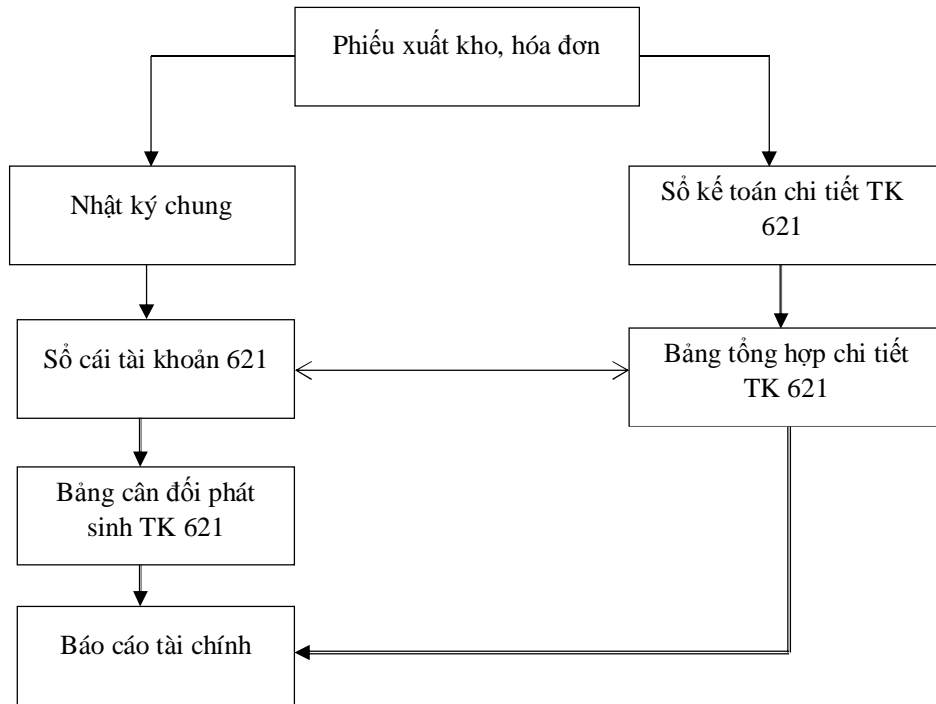 Phiếu xuất kho, hóa đơn
Nhật ký chung
Sổ kế toán chi tiết TK
621
Sổ cái tài khoản 621
Bảng tổng hợp chi tiết
TK 621
Bảng cân đối phát
sinh TK 621
Báo cáo tài chính